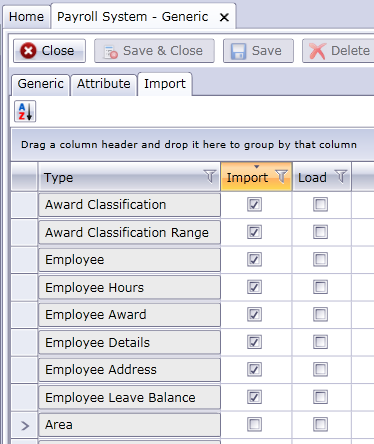 Home Payroll System - Generic
Close Save & Close Save Delete
Generic Attribute Import
A Z
Drag a column header and drop it here to group by that column
Type Import Load
Award Classification
Award Classification Range
Employee
Employee Hours
Employee Award
Employee Details
Employee Address
Employee Leave Balance
Area